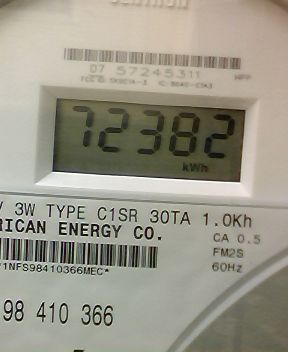 07 57245311
72382
kWh
V 3W TYPE C1SR 30TA 1.0Kh
RICAN ENERGY CO.
CA 0.5
FM2S
60Hz
1NFS98410366MEC*
98 410 366